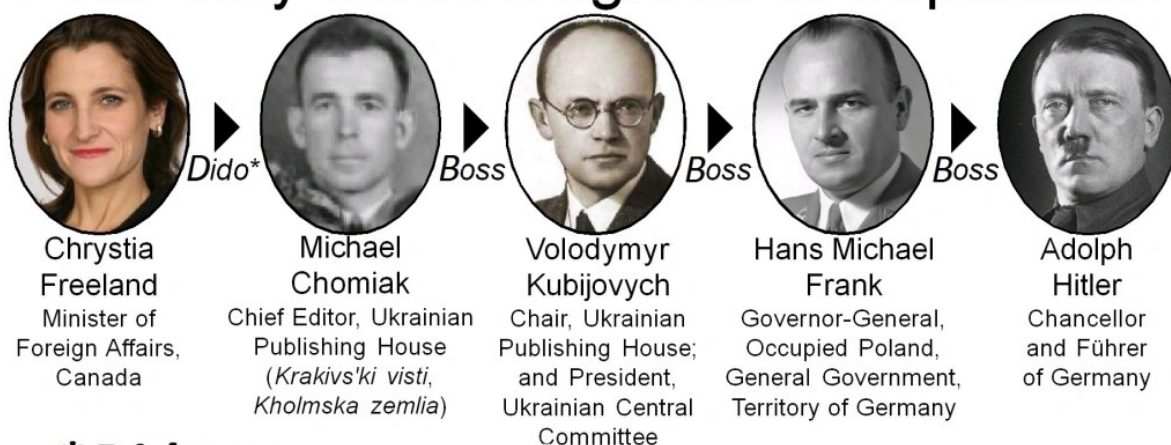 Dido* Boss Boss Boss
Chrystia Freeland
Minister of
Foreign Affairs,
Canada
Michael
Chomiak
Chief Editor, Ukrainian
Publishing House
(Krakivs'ki visti,
Kholmska zemlia)
Volodymyr
Kubijovych
Chair, Ukrainian
Publishing House;
and President,
Ukrainian Central
Committee
Hans Michael
Frank
Governor-General,
Occupied Poland,
General Government,
Territory of Germany
Adolph
Hitler
Chancellor
and Führer
of Germany